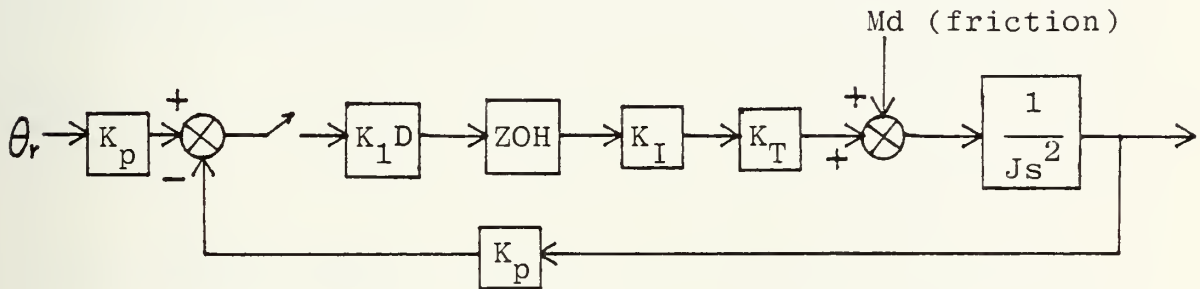 Md (friction)
+
θr
Kp
+
−
K1D
ZOH
KI
KT
+
1
Js²
Kp